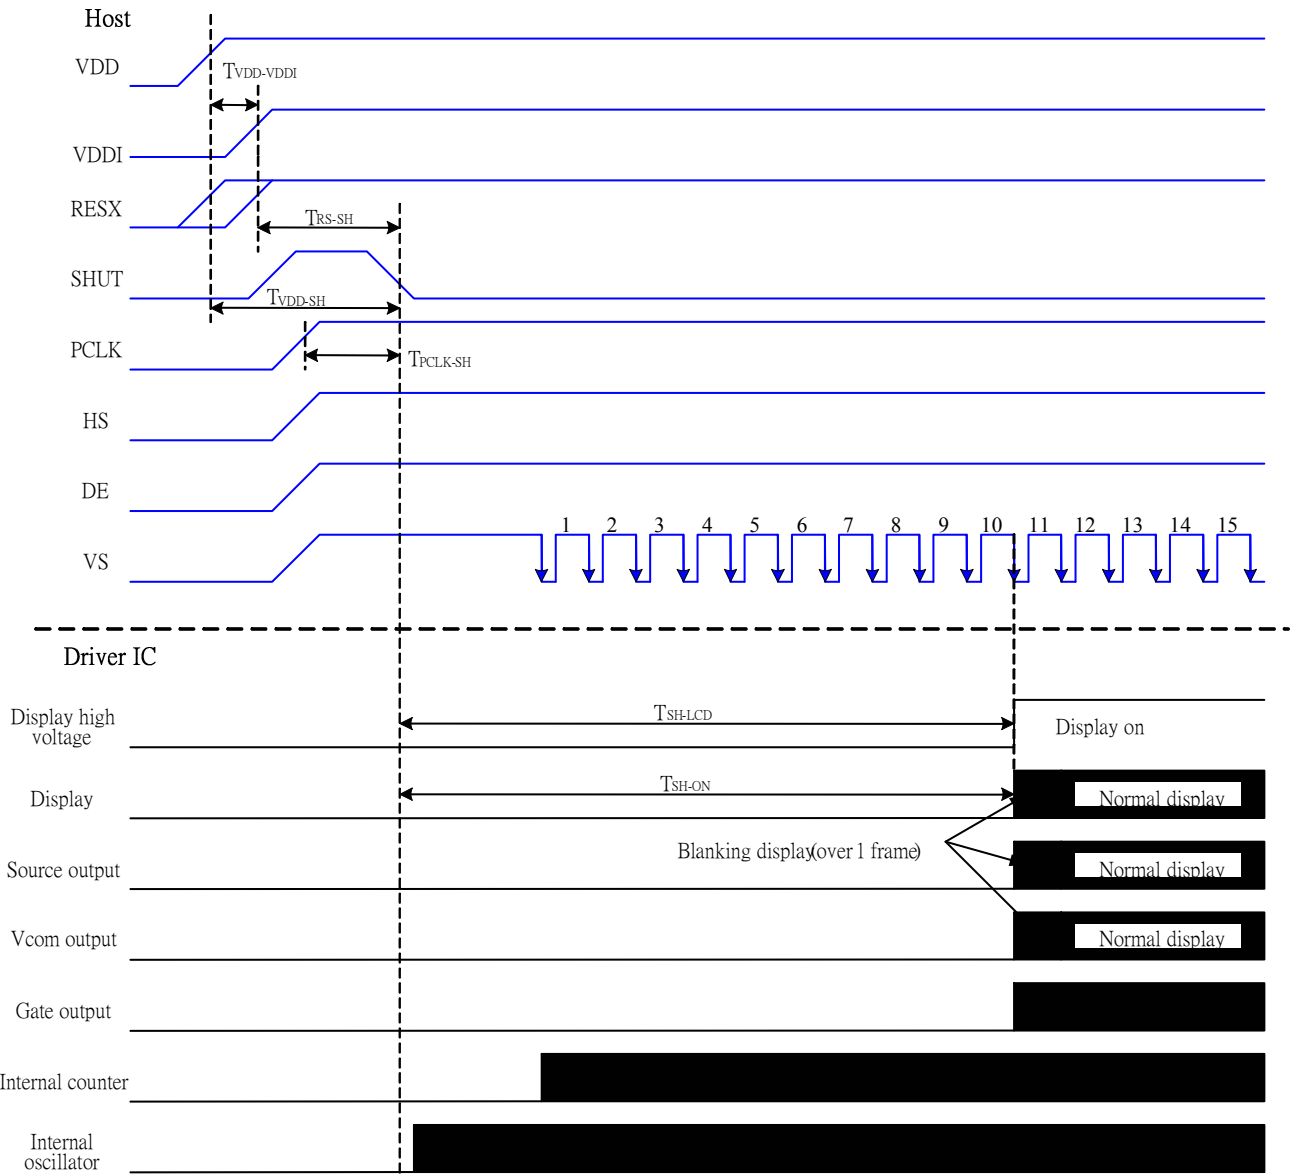 Host
VDD
TVDD-VDDI
VDDI
RESX
TRS-SH
SHUT
TVDD-SH
PCLK
TPCLK-SH
HS
DE
VS
1 2 3 4 5 6 7 8 9 10 11 12 13 14 15
Driver IC
Display high
voltage
TSH-LCD
Display on
Display
TSH-ON
Normal display
Blanking display(over 1 frame)
Source output
Normal display
Vcom output
Normal display
Gate output
Internal counter
Internal
oscillator